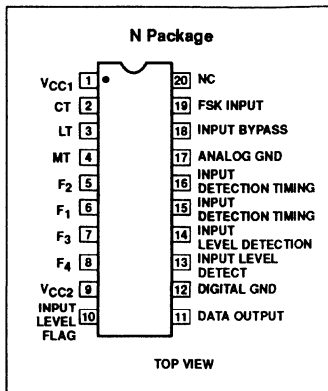 N Package
VCC1 1 20 NC
CT 2 19 FSK INPUT
LT 3 18 INPUT BYPASS
MT 4 17 ANALOG GND
F2 5 16 INPUT DETECTION TIMING
F1 6 15 INPUT DETECTION TIMING
F3 7 14 INPUT LEVEL DETECTION
F4 8 13 INPUT LEVEL DETECT
VCC2 9 12 DIGITAL GND
INPUT LEVEL FLAG 10 11 DATA OUTPUT
TOP VIEW